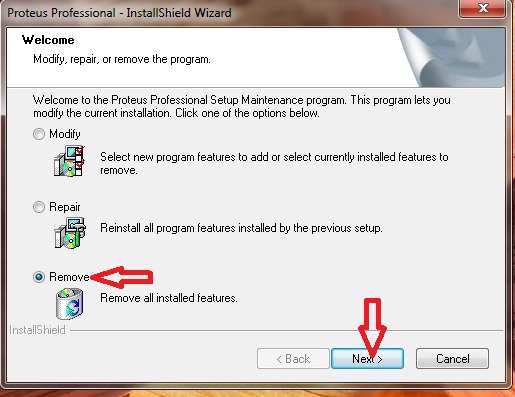 Proteus Professional - InstallShield Wizard
Welcome
Modify, repair, or remove the program.
Welcome to the Proteus Professional Setup Maintenance program. This program lets you
modify the current installation. Click one of the options below.
Modify
Select new program features to add or select currently installed features to
remove.
Repair
Reinstall all program features installed by the previous setup.
Remove
Remove all installed features.
InstallShield
< Back
Next >
Cancel